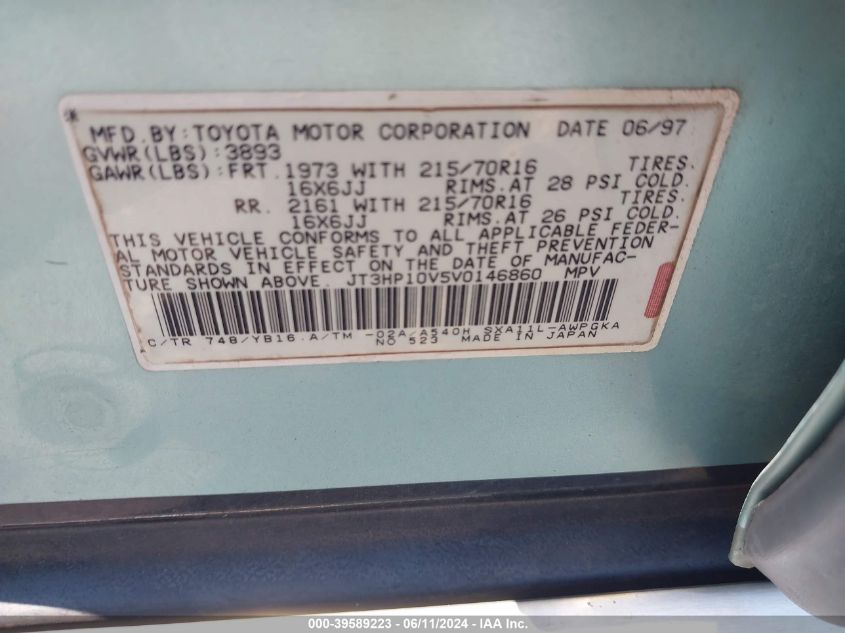 *
MFD.BY:TOYOTA MOTOR CORPORATION DATE 06/97
GVWR(LBS):3893
GAWR(LBS):FRT. 1973 WITH 215/70R16 TIRES.
16X6JJ RIMS.AT 28 PSI COLD.
RR. 2161 WITH 215/70R16 TIRES.
16X6JJ RIMS.AT 26 PSI COLD.
THIS VEHICLE CONFORMS TO ALL APPLICABLE FEDER-
AL MOTOR VEHICLE SAFETY AND THEFT PREVENTION
STANDARDS IN EFFECT ON THE DATE OF MANUFAC-
TURE SHOWN ABOVE. JT3HP10V5V0146860 MPV
C/TR 748/YB16.A/TM -02A/A540H SXA11L-AWPGKA
NO 523 MADE IN JAPAN
000-39589223 - 06/11/2024 - IAAI.com